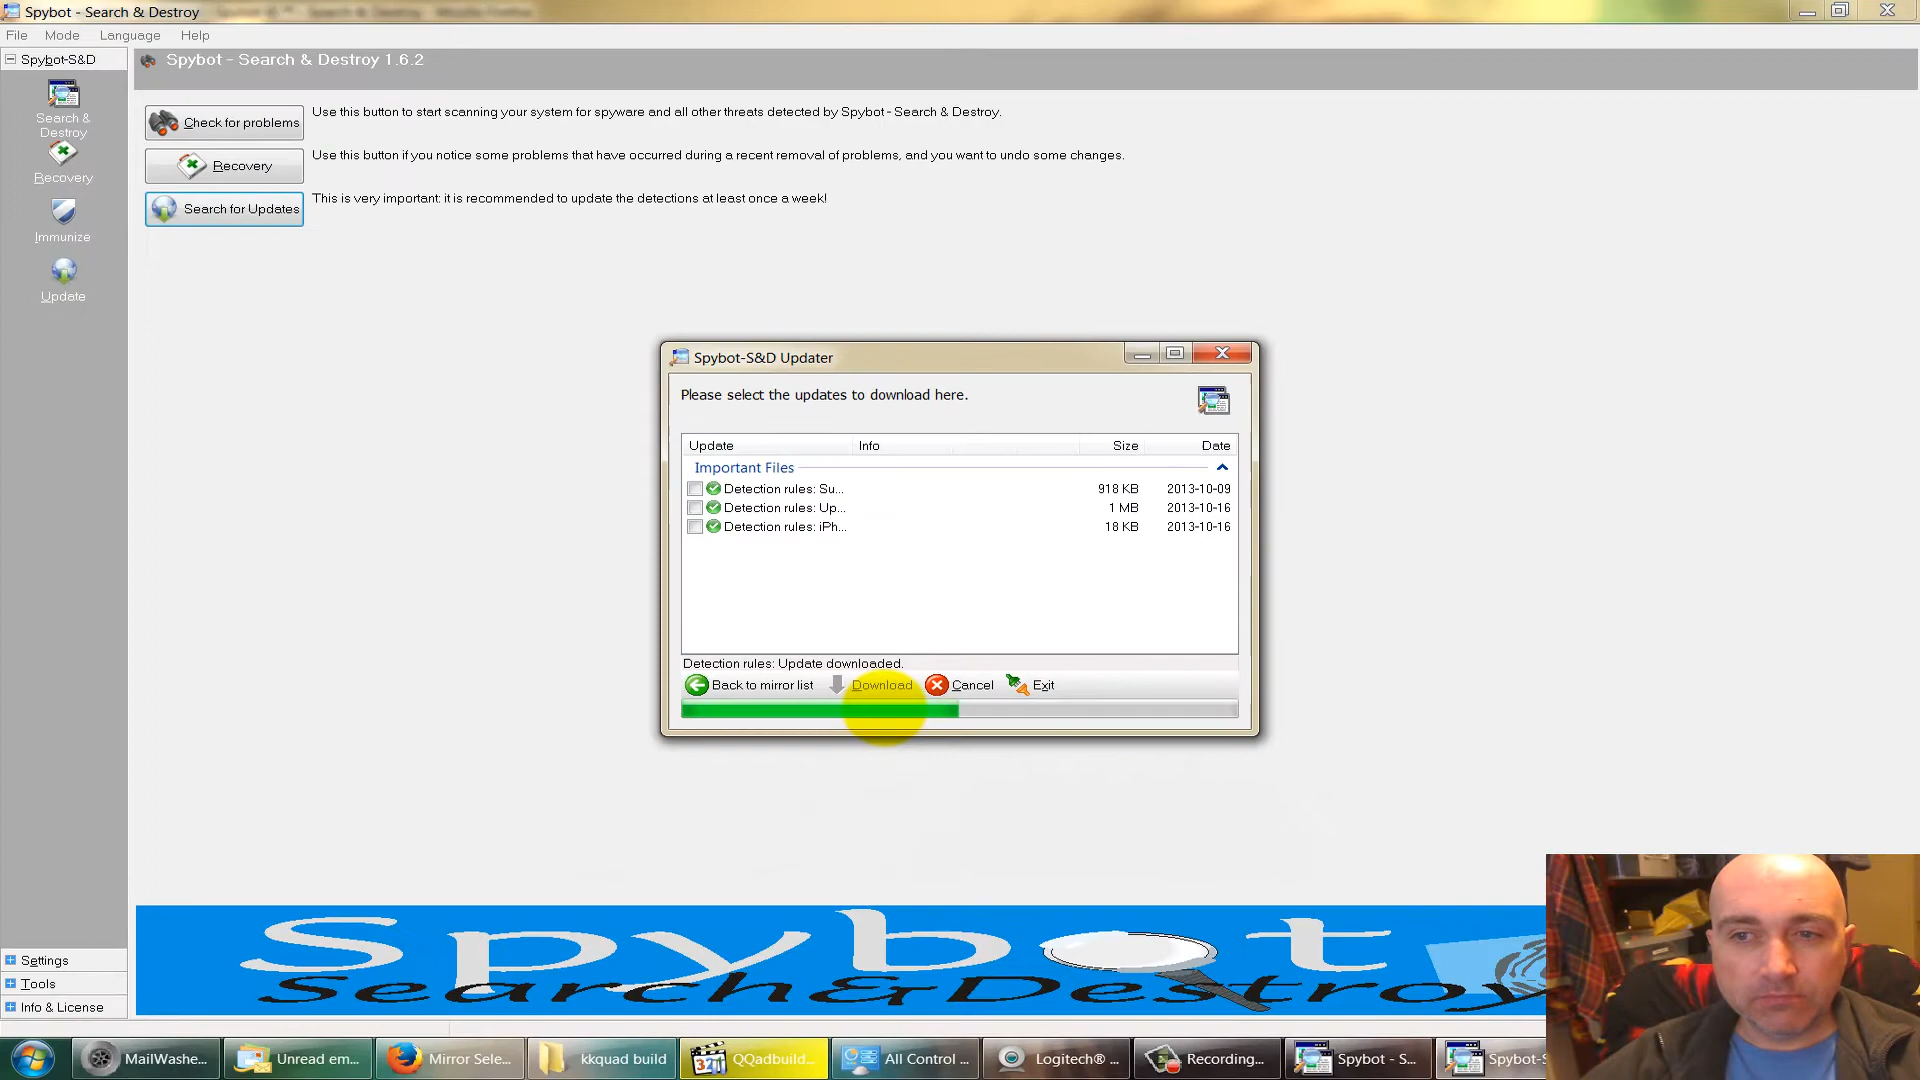 Spybot - Search & Destroy
File Mode Language Help
Spybot-S&D
Spybot - Search & Destroy 1.6.2
Search &
Destroy
Recovery
Immunize
Update
Check for problems
Use this button to start scanning your system for spyware and all other threats detected by Spybot - Search & Destroy.
Recovery
Use this button if you notice some problems that have occurred during a recent removal of problems, and you want to undo some changes.
Search for Updates
This is very important: it is recommended to update the detections at least once a week!
Spybot-S&D Updater
Please select the updates to download here.
Update Info Size Date
Important Files
Detection rules: Su... 918 KB 2013-10-09
Detection rules: Up... 1 MB 2013-10-16
Detection rules: iPh... 18 KB 2013-10-16
Detection rules: Update downloaded.
Back to mirror list Download Cancel Exit
Settings
Tools
Info & License
Spybot
Search&Destroy
MailWashe... Unread em... Mirror Sele... kkquad build QQadbuild... All Control ... Logitech® ... Recording... Spybot - S... Spybot-S